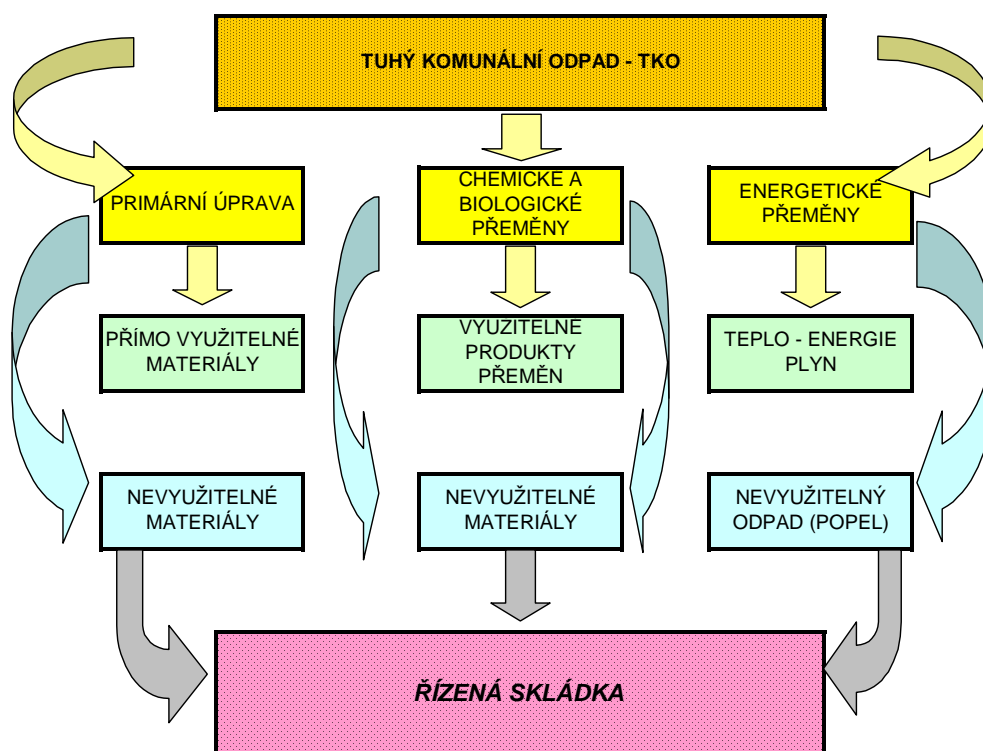 TUHÝ KOMUNÁLNÍ ODPAD - TKO
PRIMÁRNÍ ÚPRAVA
CHEMICKÉ A
BIOLOGICKÉ
PŘEMĚNY
ENERGETICKÉ
PŘEMĚNY
PŘÍMO VYUŽITELNÉ
MATERIÁLY
VYUŽITELNÉ
PRODUKTY
PŘEMĚN
TEPLO - ENERGIE
PLYN
NEVYUŽITELNÉ
MATERIÁLY
NEVYUŽITELNÉ
MATERIÁLY
NEVYUŽITELNÝ
ODPAD (POPEL)
ŘÍZENÁ SKLÁDKA